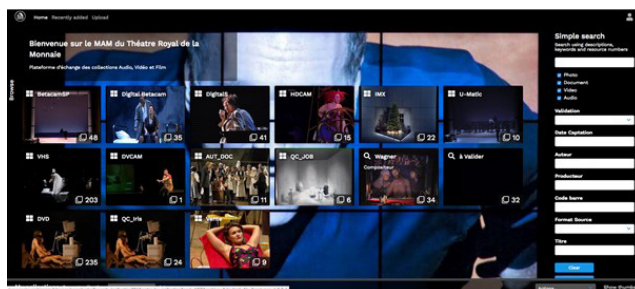 Home Recently added Upload
Bienvenue sur le MAM du Théatre Royal de la
Monnaie
Plateforme d'échange des collections Audio, Vidéo et Film
Browse
BetacamSP
48
Digital Betacam
35
DigitalS
41
HDCAM
15
IMX
22
U-Matic
10
VHS
203
DVCAM
1
AUT_DOC
11
QC_JOB
6
Wagner
Compositeur
34
à Valider
32
DVD
235
QC_Iris
24
9
Simple search
Search using descriptions,
keywords and resource numbers
Photo
Document
Video
Audio
Validation
Date Captation
Auteur
Producteur
Code barre
Format Source
Titre
Clear
Actions
Show thumb